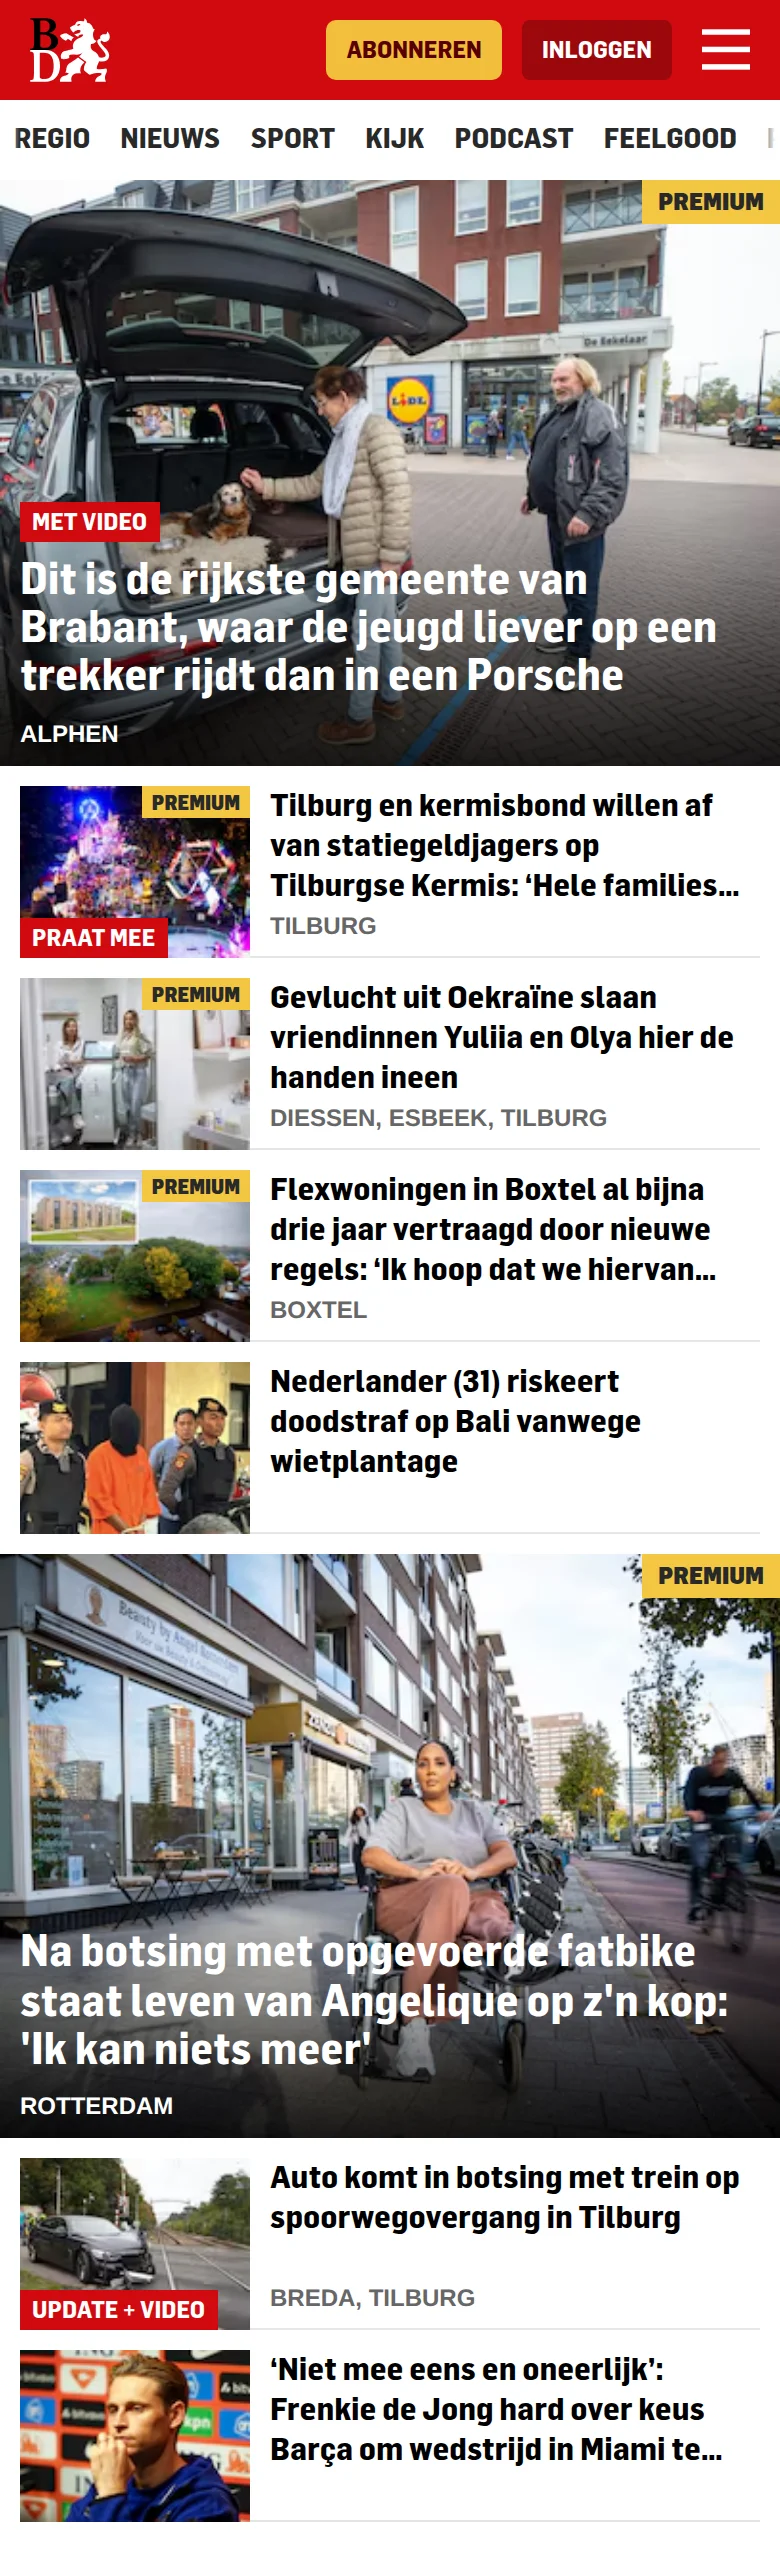 BD
ABONNEREN
INLOGGEN
REGIO NIEUWS SPORT KIJK PODCAST FEELGOOD
PREMIUM
De Eekelaar
LIDL
MET VIDEO
Dit is de rijkste gemeente van
Brabant, waar de jeugd liever op een
trekker rijdt dan in een Porsche
ALPHEN
PREMIUM
PRAAT MEE
Tilburg en kermisbond willen af
van statiegeldjagers op
Tilburgse Kermis: ‘Hele families...
TILBURG
PREMIUM
Gevlucht uit Oekraïne slaan
vriendinnen Yuliia en Olya hier de
handen ineen
DIESSEN, ESBEEK, TILBURG
PREMIUM
Flexwoningen in Boxtel al bijna
drie jaar vertraagd door nieuwe
regels: ‘Ik hoop dat we hiervan...
BOXTEL
Nederlander (31) riskeert
doodstraf op Bali vanwege
wietplantage
PREMIUM
Beauty by Angel
Na botsing met opgevoerde fatbike
staat leven van Angelique op z'n kop:
'Ik kan niets meer'
ROTTERDAM
UPDATE + VIDEO
Auto komt in botsing met trein op
spoorwegovergang in Tilburg
BREDA, TILBURG
kpn
‘Niet mee eens en oneerlijk’:
Frenkie de Jong hard over keus
Barça om wedstrijd in Miami te...